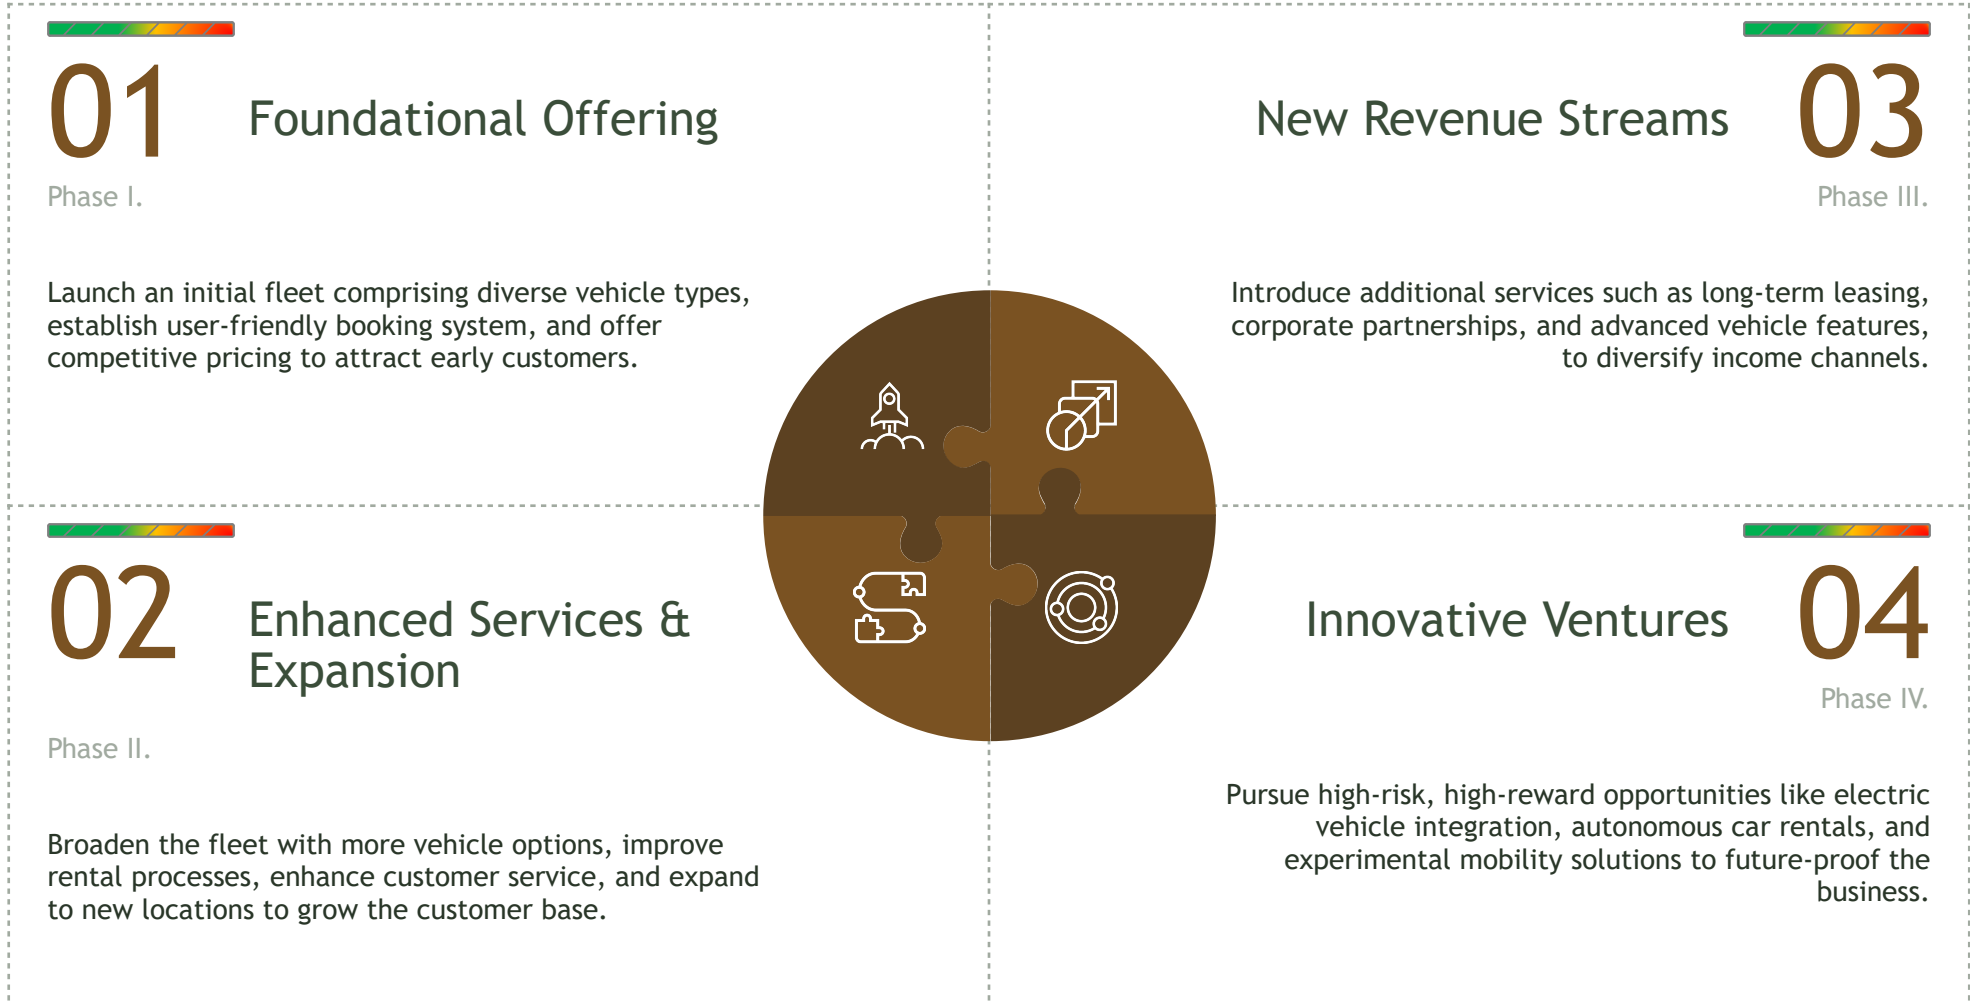 01
Foundational Offering
Phase I.
Launch an initial fleet comprising diverse vehicle types,
establish user-friendly booking system, and offer
competitive pricing to attract early customers.
02
Enhanced Services &
Expansion
Phase II.
Broaden the fleet with more vehicle options, improve
rental processes, enhance customer service, and expand
to new locations to grow the customer base.
New Revenue Streams
03
Phase III.
Introduce additional services such as long-term leasing,
corporate partnerships, and advanced vehicle features,
to diversify income channels.
Innovative Ventures
04
Phase IV.
Pursue high-risk, high-reward opportunities like electric
vehicle integration, autonomous car rentals, and
experimental mobility solutions to future-proof the
business.